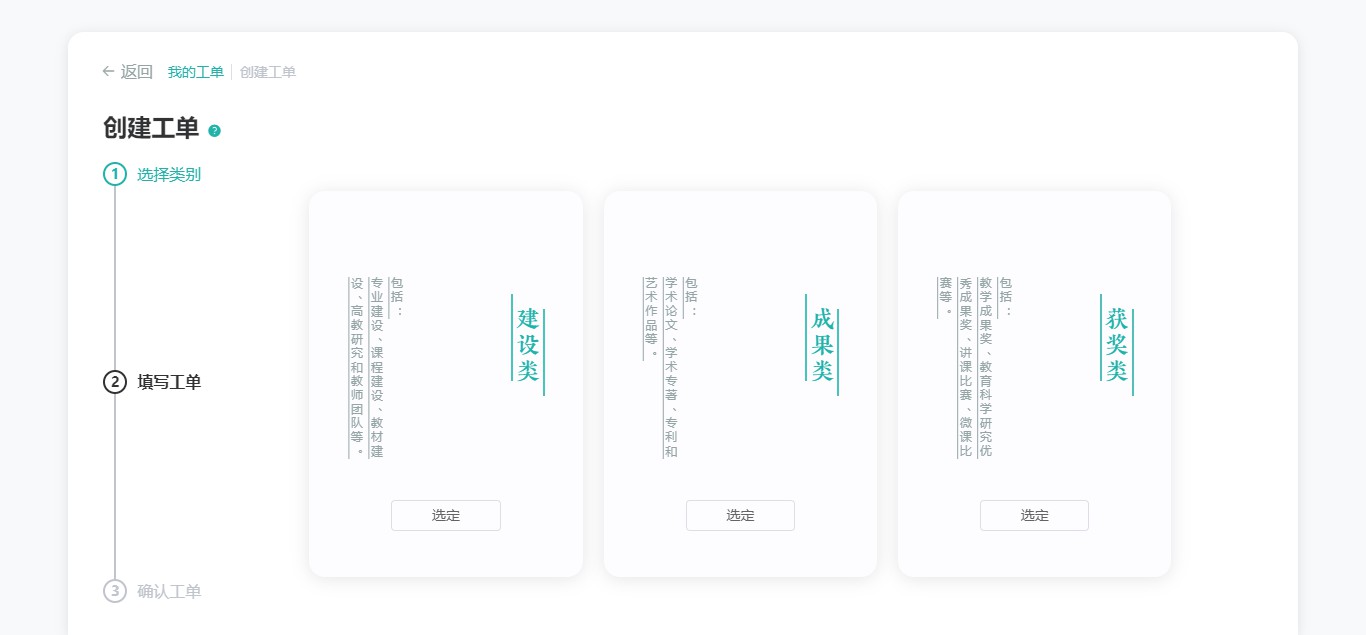 返回 我的工单 创建工单
创建工单 ?
1 选择类别
2 填写工单
3 确认工单
建设类
包括：
专业建设、课程建设、教材建
设、高教研究和教师团队等。
选定
成果类
包括：
学术论文、学术专著、专利和
艺术作品等。
选定
获奖类
包括：
教学成果奖、教育科学研究优
秀成果奖、讲课比赛、微课比
赛等。
选定